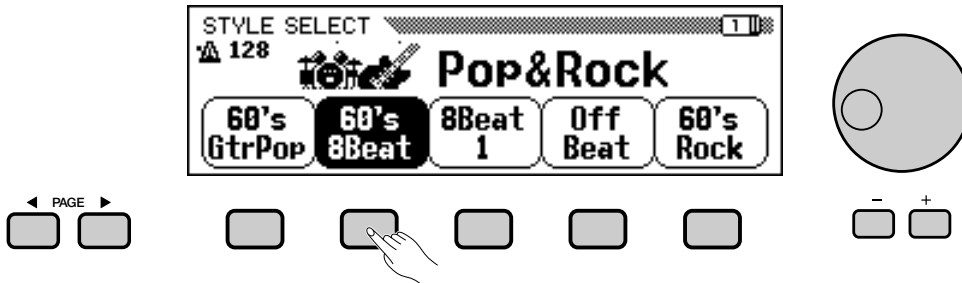 STYLE SELECT 1
128
Pop&Rock
60's GtrPop
60's 8Beat
8Beat 1
Off Beat
60's Rock
◀ PAGE ▶
− +